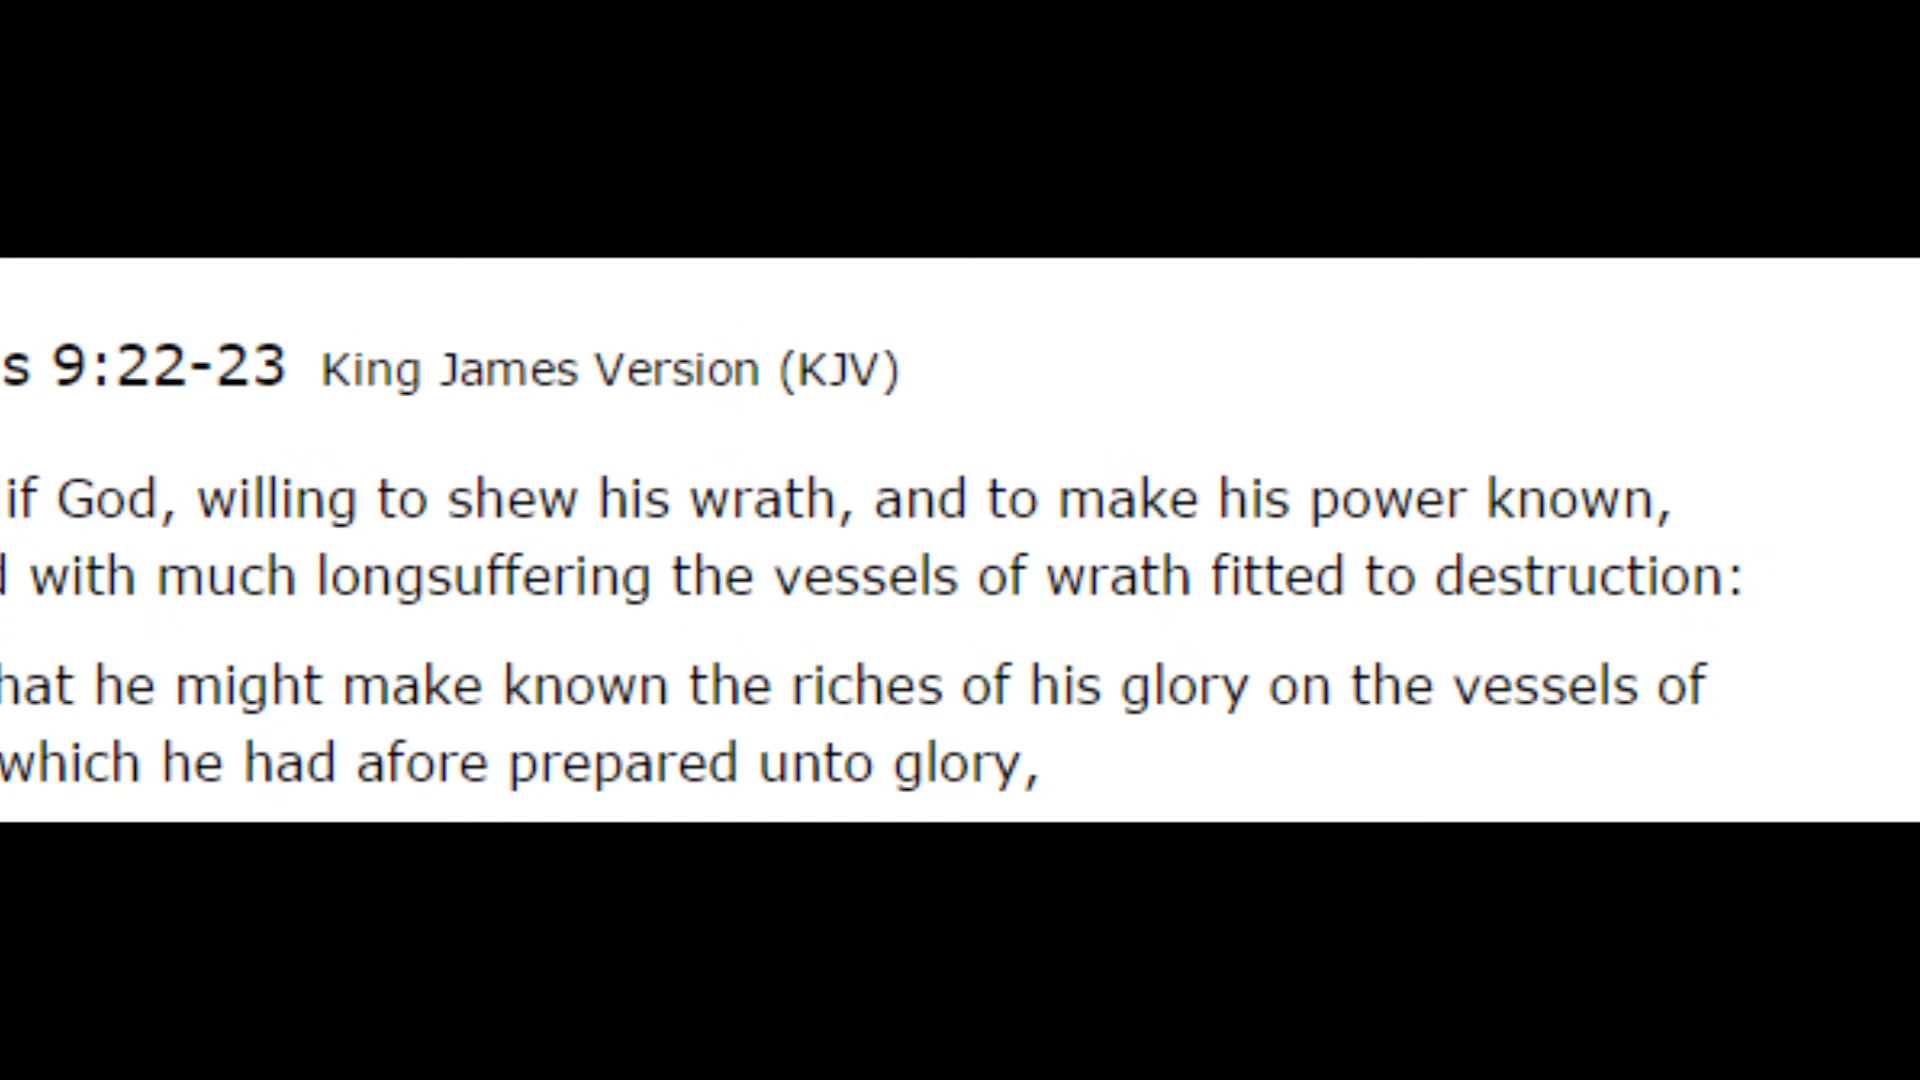 s 9:22-23 King James Version (KJV)
if God, willing to shew his wrath, and to make his power known,
with much longsuffering the vessels of wrath fitted to destruction:
hat he might make known the riches of his glory on the vessels of
which he had afore prepared unto glory,